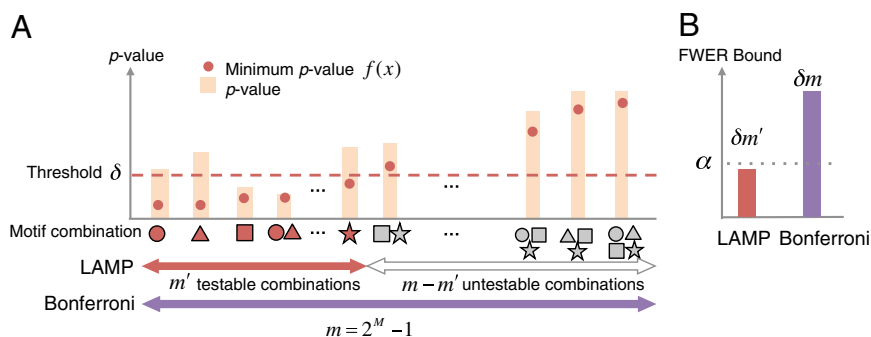 A
p-value
Minimum p-value f(x)
p-value
Threshold δ
...
...
Motif combination
...
...
LAMP
m′ testable combinations
m − m′ untestable combinations
Bonferroni
m = 2^M − 1
B
FWER Bound
δm
δm′
α
LAMP Bonferroni